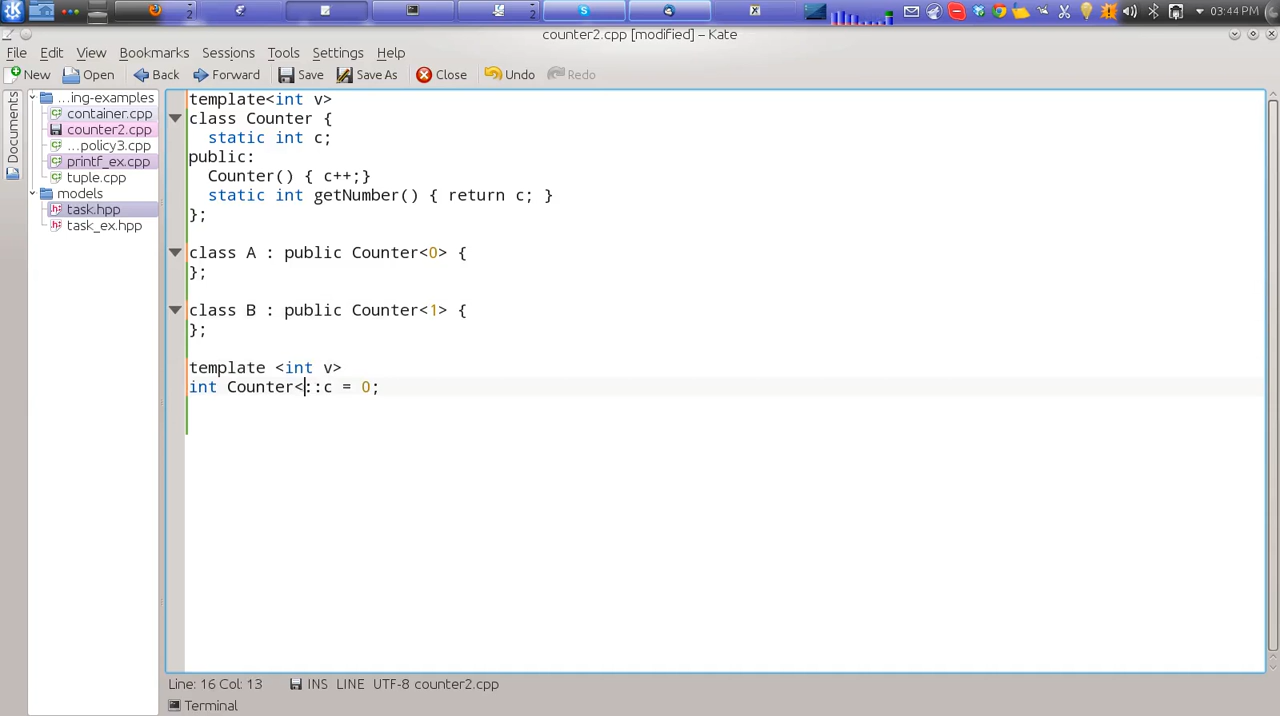 2
2
03:44 PM
counter2.cpp [modified] – Kate
File Edit View Bookmarks Sessions Tools Settings Help
New Open Back Forward Save Save As Close Undo Redo
Documents
...ing-examples
container.cpp
counter2.cpp
...policy3.cpp
printf_ex.cpp
tuple.cpp
models
task.hpp
task_ex.hpp
template<int v>
class Counter {
static int c;
public:
Counter() { c++;}
static int getNumber() { return c; }
};
class A : public Counter<0> {
};
class B : public Counter<1> {
};
template <int v>
int Counter<::c = 0;
Line: 16 Col: 13 INS LINE UTF-8 counter2.cpp
Terminal